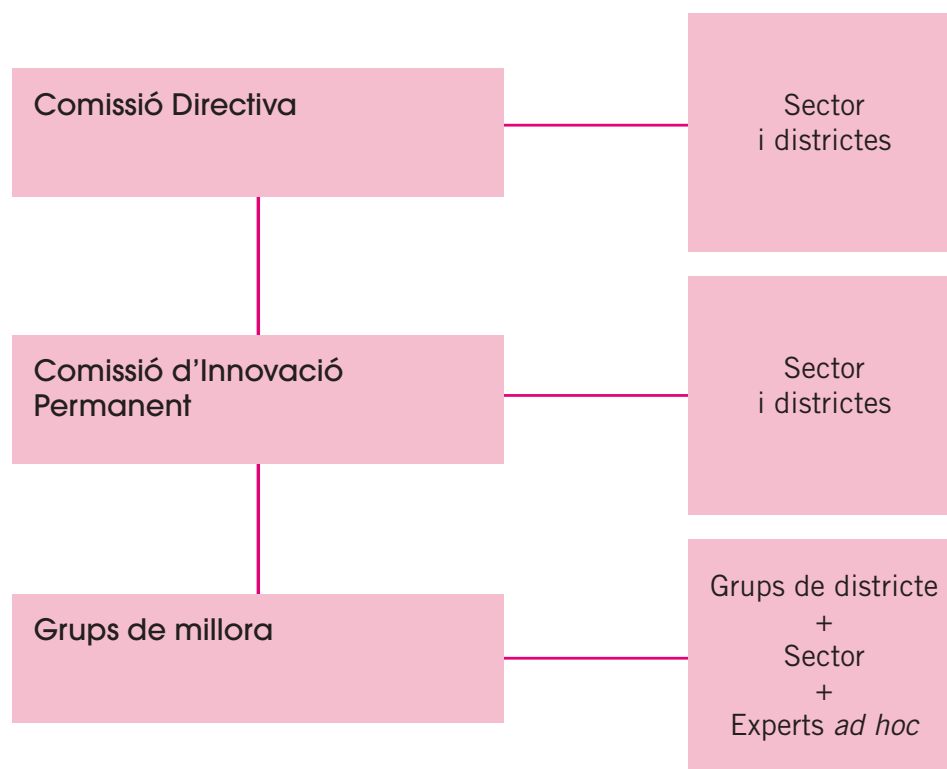 Comissió Directiva
Sector
i districtes
Comissió d’Innovació
Permanent
Sector
i districtes
Grups de millora
Grups de districte
+
Sector
+
Experts ad hoc